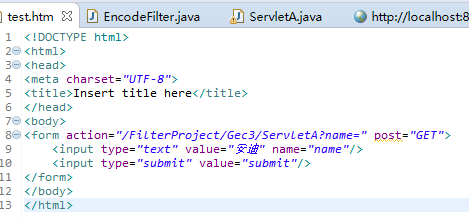 test.htm EncodeFilter.java ServletA.java http://localhost:8
1 <!DOCTYPE html>
2 <html>
3 <head>
4 <meta charset="UTF-8">
5 <title>Insert title here</title>
6 </head>
7 <body>
8 <form action="/FilterProject/Gec3/ServletA?name=" post="GET">
9 <input type="text" value="安迪" name="name"/>
10 <input type="submit" value="submit"/>
11 </form>
12 </body>
13 </html>